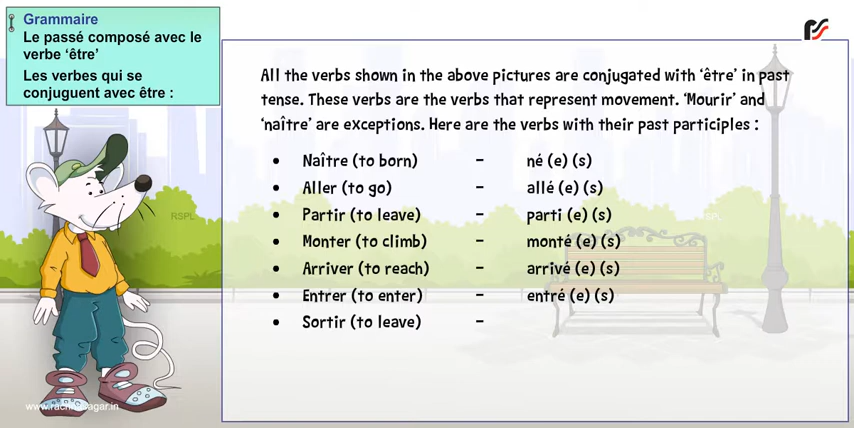 Grammaire
Le passé composé avec le
verbe ‘être’
Les verbes qui se
conjuguent avec être :
All the verbs shown in the above pictures are conjugated with ‘être’ in past
tense. These verbs are the verbs that represent movement. ‘Mourir’ and
‘naître’ are exceptions. Here are the verbs with their past participles :
• Naître (to born) - né (e) (s)
• Aller (to go) - allé (e) (s)
• Partir (to leave) - parti (e) (s)
• Monter (to climb) - monté (e) (s)
• Arriver (to reach) - arrivé (e) (s)
• Entrer (to enter) - entré (e) (s)
• Sortir (to leave) -
RSPL
RSPL